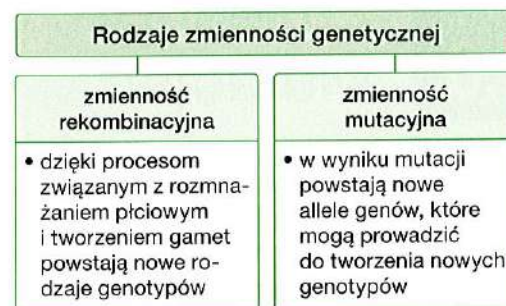 Rodzaje zmienności genetycznej
zmienność
rekombinacyjna
• dzięki procesom
związanym z rozmna-
żaniem płciowym
i tworzeniem gamet
powstają nowe ro-
dzaje genotypów
zmienność
mutacyjna
• w wyniku mutacji
powstają nowe
allele genów, które
mogą prowadzić
do tworzenia nowych
genotypów